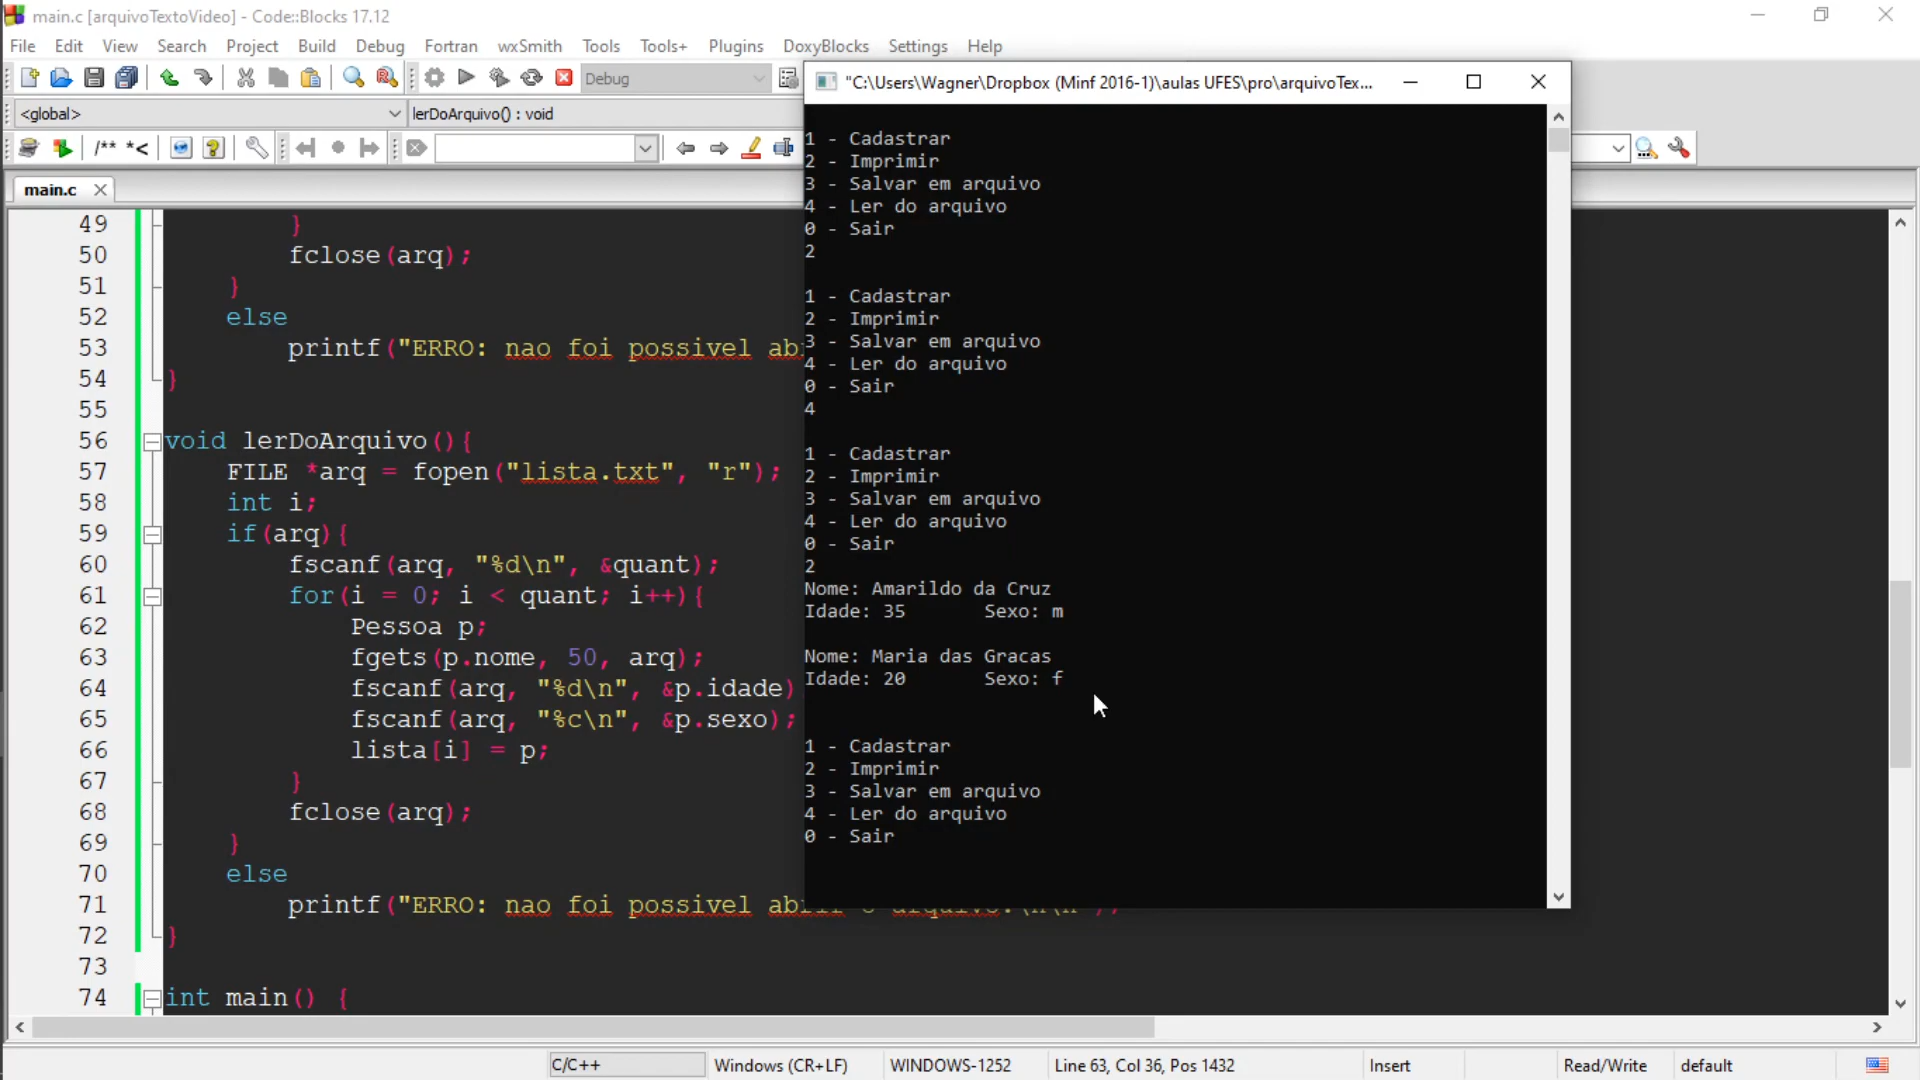 main.c [arquivoTextoVideo] - Code::Blocks 17.12
File Edit View Search Project Build Debug Fortran wxSmith Tools Tools+ Plugins DoxyBlocks Settings Help
Debug
<global>
lerDoArquivo() : void
/** *<
main.c
49 }
50 fclose(arq);
51 }
52 else
53 printf("ERRO: nao foi possivel ab
54 }
55
56 void lerDoArquivo(){
57 FILE *arq = fopen("lista.txt", "r");
58 int i;
59 if(arq){
60 fscanf(arq, "%d\n", &quant);
61 for(i = 0; i < quant; i++){
62 Pessoa p;
63 fgets(p.nome, 50, arq);
64 fscanf(arq, "%d\n", &p.idade)
65 fscanf(arq, "%c\n", &p.sexo);
66 lista[i] = p;
67 }
68 fclose(arq);
69 }
70 else
71 printf("ERRO: nao foi possivel abrir o arquivo.\n\n");
72 }
73
74 int main() {
"C:\Users\Wagner\Dropbox (Minf 2016-1)\aulas UFES\pro\arquivoTex...
1 - Cadastrar
2 - Imprimir
3 - Salvar em arquivo
4 - Ler do arquivo
0 - Sair
2
1 - Cadastrar
2 - Imprimir
3 - Salvar em arquivo
4 - Ler do arquivo
0 - Sair
4
1 - Cadastrar
2 - Imprimir
3 - Salvar em arquivo
4 - Ler do arquivo
0 - Sair
2
Nome: Amarildo da Cruz
Idade: 35 Sexo: m
Nome: Maria das Gracas
Idade: 20 Sexo: f
1 - Cadastrar
2 - Imprimir
3 - Salvar em arquivo
4 - Ler do arquivo
0 - Sair
C/C++ Windows (CR+LF) WINDOWS-1252 Line 63, Col 36, Pos 1432 Insert Read/Write default